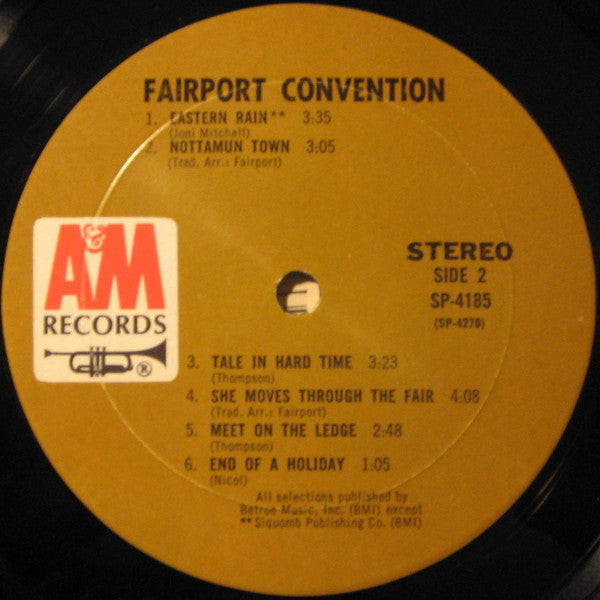 FAIRPORT CONVENTION
1. EASTERN RAIN** 3:35
(Joni Mitchell)
2. NOTTAMUN TOWN 3:05
(Trad. Arr.: Fairport)
A&M
RECORDS
®
STEREO
SIDE 2
SP-4185
(SP-4278)
3. TALE IN HARD TIME 3:23
(Thompson)
4. SHE MOVES THROUGH THE FAIR 4:08
(Trad. Arr.: Fairport)
5. MEET ON THE LEDGE 2:48
(Thompson)
6. END OF A HOLIDAY 1:05
(Nicol)
All selections published by
Betroe Music, Inc. (BMI) except
**Siquomb Publishing Co. (BMI)